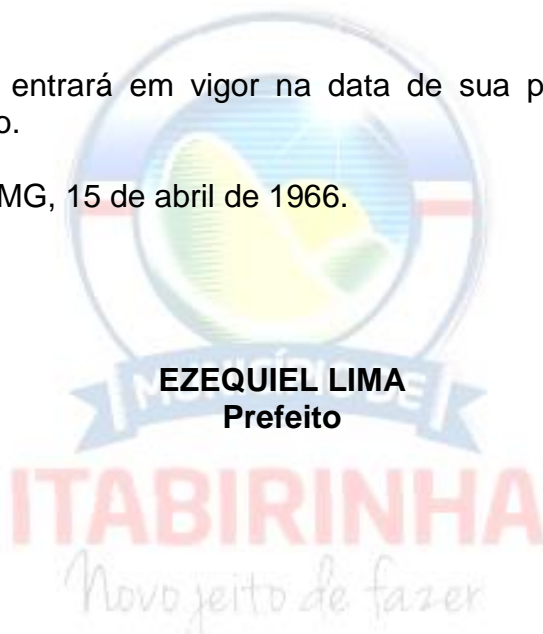 entrará em vigor na data de sua p
o.
MG, 15 de abril de 1966.
EZEQUIEL LIMA
Prefeito
MUNICÍPIO DE
ITABIRINHA
Novo jeito de fazer